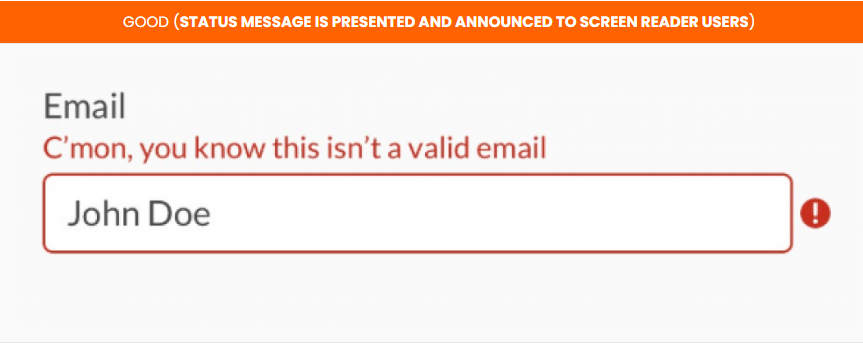 GOOD (STATUS MESSAGE IS PRESENTED AND ANNOUNCED TO SCREEN READER USERS)
Email
C’mon, you know this isn’t a valid email
John Doe